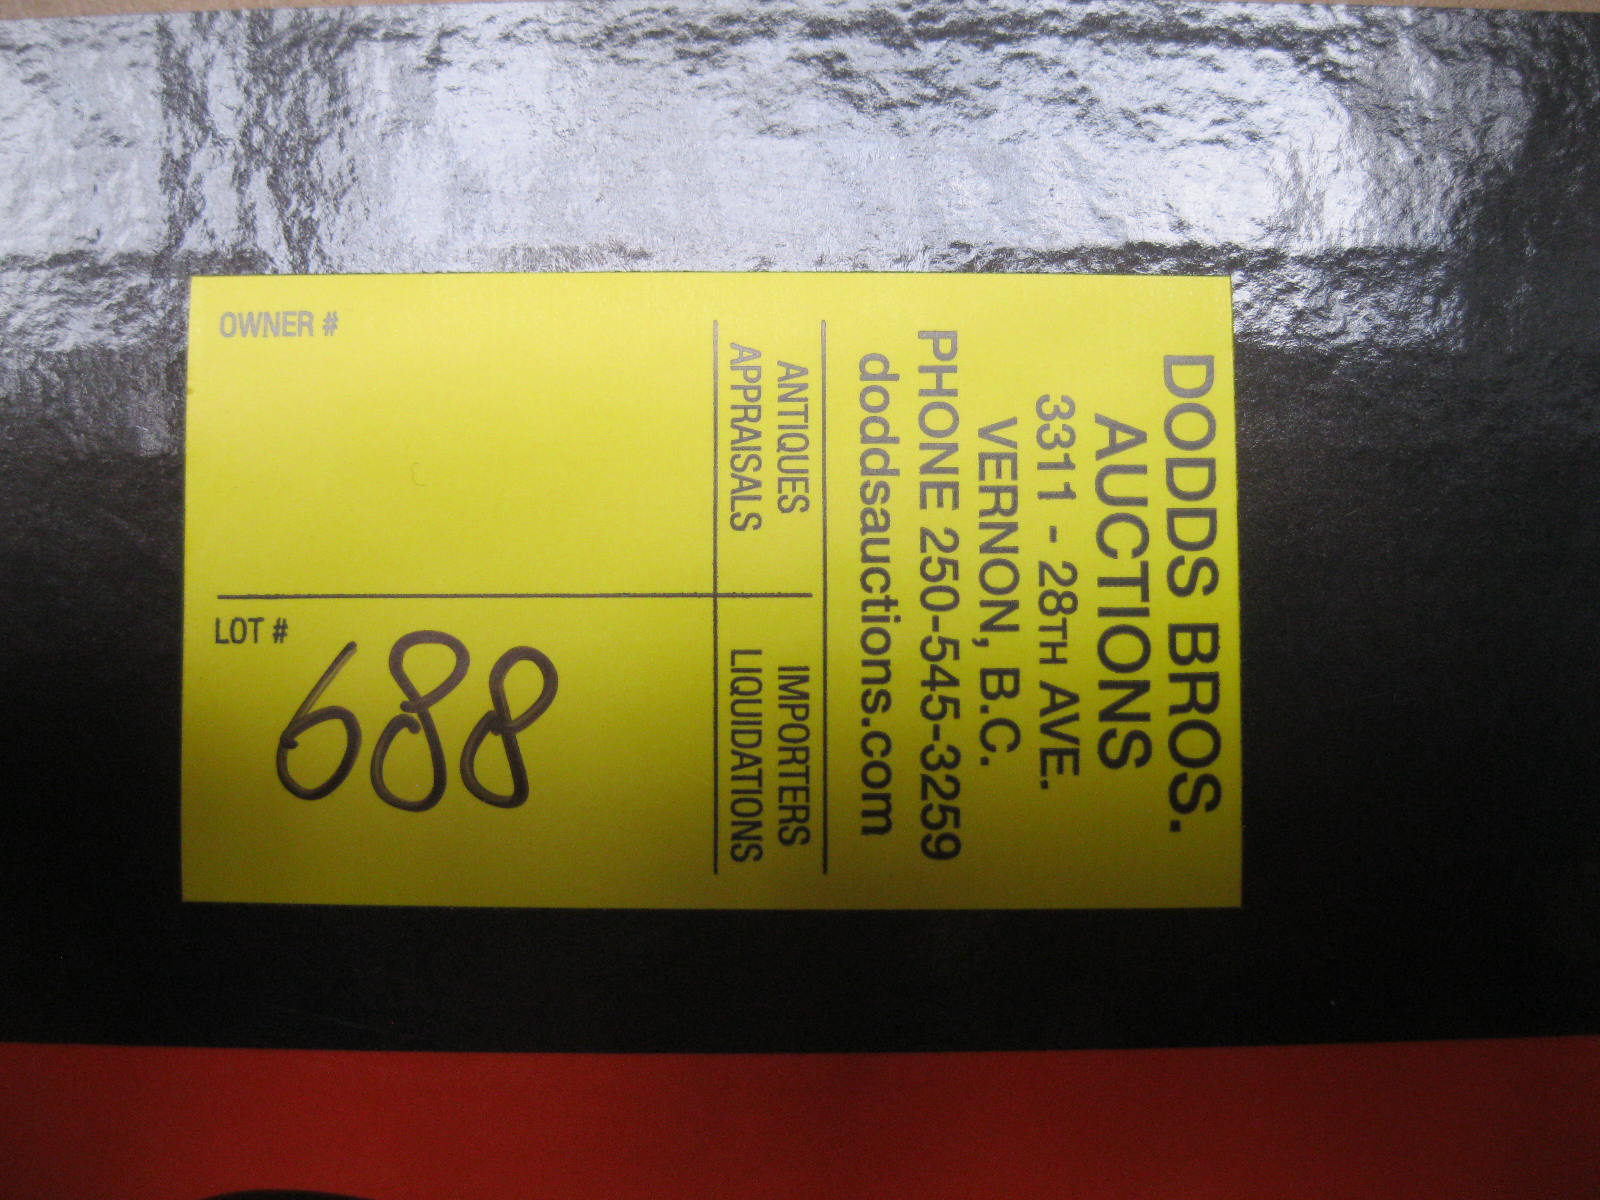 DODDS BROS.
AUCTIONS
3311 - 28TH AVE.
VERNON, B.C.
PHONE 250-545-3259
doddsauctions.com
ANTIQUES
APPRAISALS
IMPORTERS
LIQUIDATIONS
OWNER #
LOT #
688